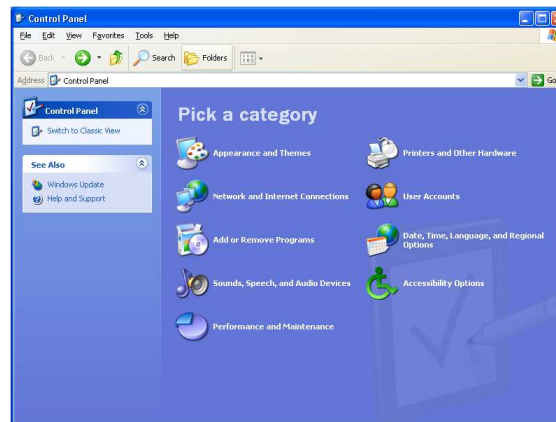 Control Panel
File Edit View Favorites Tools Help
Back Search Folders
Address Control Panel Go
Control Panel
Switch to Classic View
See Also
Windows Update
Help and Support
Pick a category
Appearance and Themes
Printers and Other Hardware
Network and Internet Connections
User Accounts
Add or Remove Programs
Date, Time, Language, and Regional
Options
Sounds, Speech, and Audio Devices
Accessibility Options
Performance and Maintenance